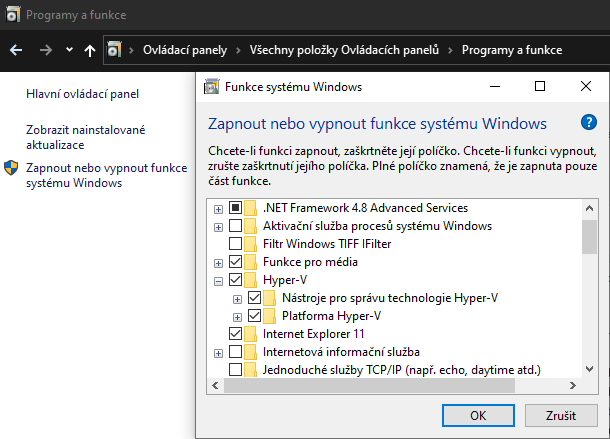 Programy a funkce
Ovládací panely > Všechny položky Ovládacích panelů > Programy a funkce
Hlavní ovládací panel
Zobrazit nainstalované
aktualizace
Zapnout nebo vypnout funkce
systému Windows
Funkce systému Windows
Zapnout nebo vypnout funkce systému Windows
?
Chcete-li funkci zapnout, zaškrtněte její políčko. Chcete-li funkci vypnout,
zrušte zaškrtnutí jejího políčka. Plné políčko znamená, že je zapnuta pouze
část funkce.
.NET Framework 4.8 Advanced Services
Aktivační služba procesů systému Windows
Filtr Windows TIFF IFilter
Funkce pro média
Hyper-V
Nástroje pro správu technologie Hyper-V
Platforma Hyper-V
Internet Explorer 11
Internetová informační služba
Jednoduché služby TCP/IP (např. echo, daytime atd.)
OK
Zrušit